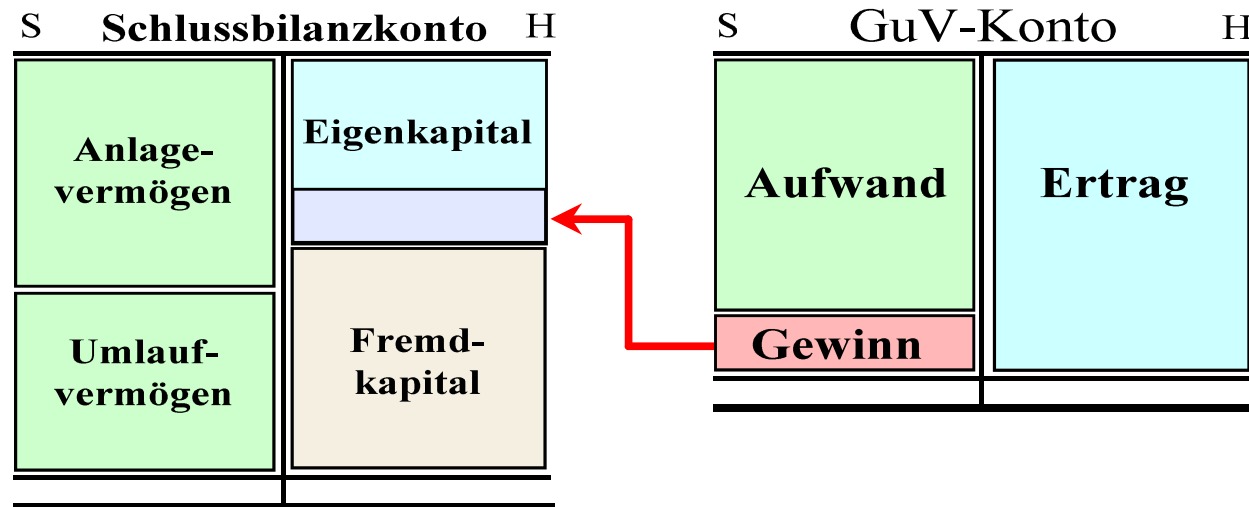 S Schlussbilanzkonto H
Anlage-
vermögen
Umlauf-
vermögen
Eigenkapital
Fremd-
kapital
S GuV-Konto H
Aufwand
Gewinn
Ertrag